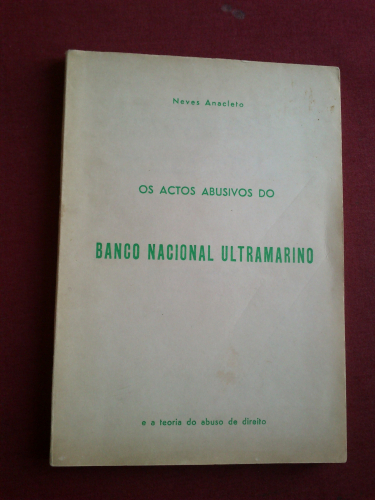 Neves Anacleto
OS ACTOS ABUSIVOS DO
BANCO NACIONAL ULTRAMARINO
e a teoria do abuso de direito